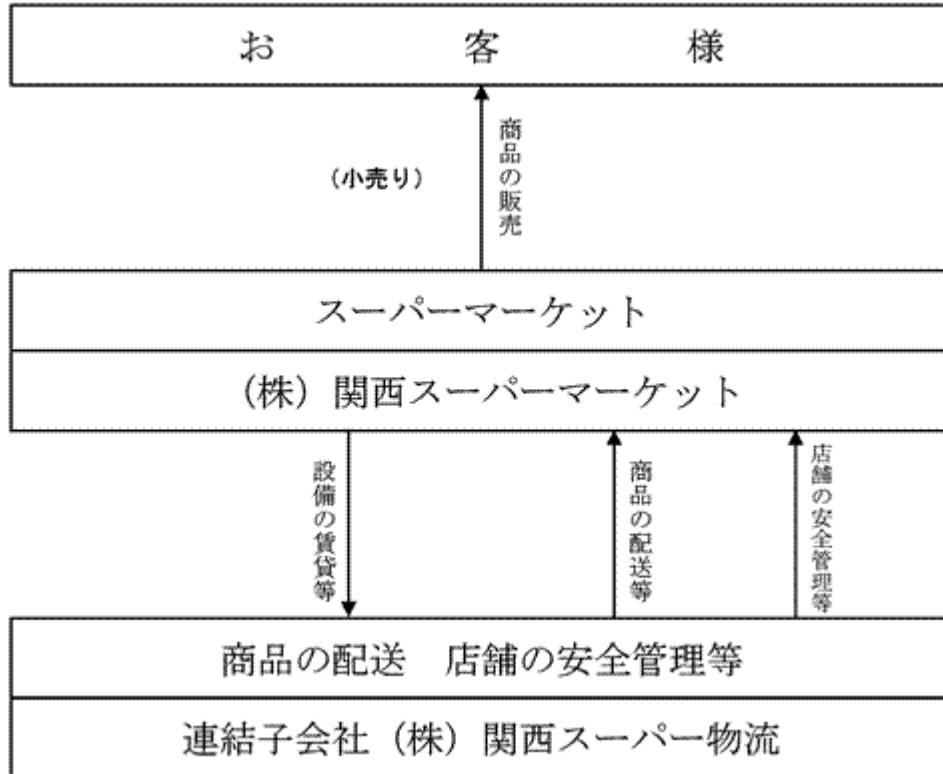 お客様
(小売り)
商品の販売
スーパーマーケット
(株)関西スーパーマーケット
設備の賃貸等
商品の配送等
店舗の安全管理等
商品の配送 店舗の安全管理等
連結子会社(株)関西スーパー物流